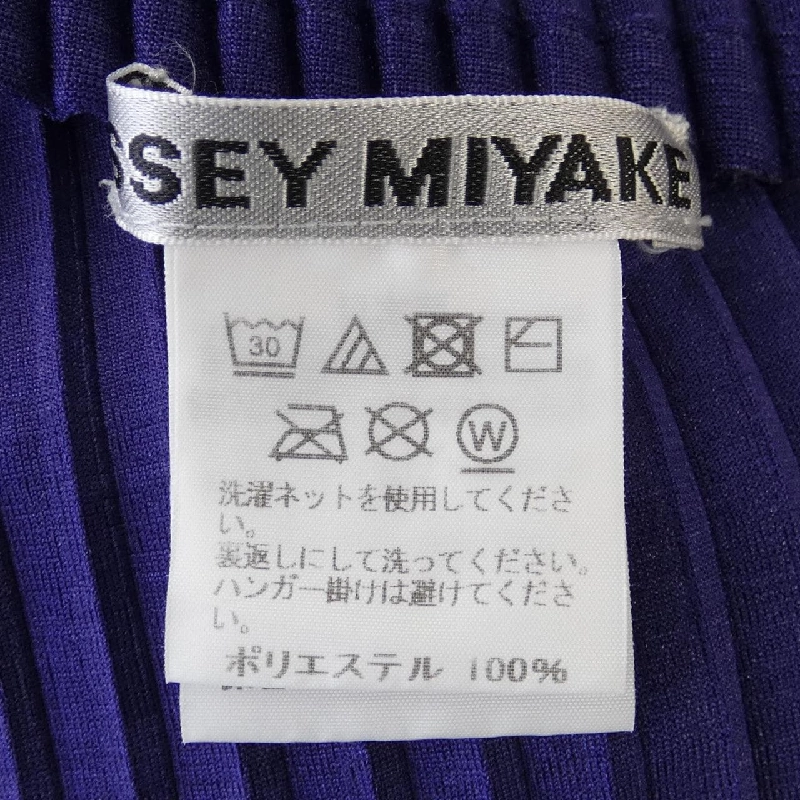 SSEY MIYAKE
30
W
洗濯ネットを使用してくださ
い。
裏返しにして洗ってください。
ハンガー掛けは避けてくださ
い。
ポリエステル 100%